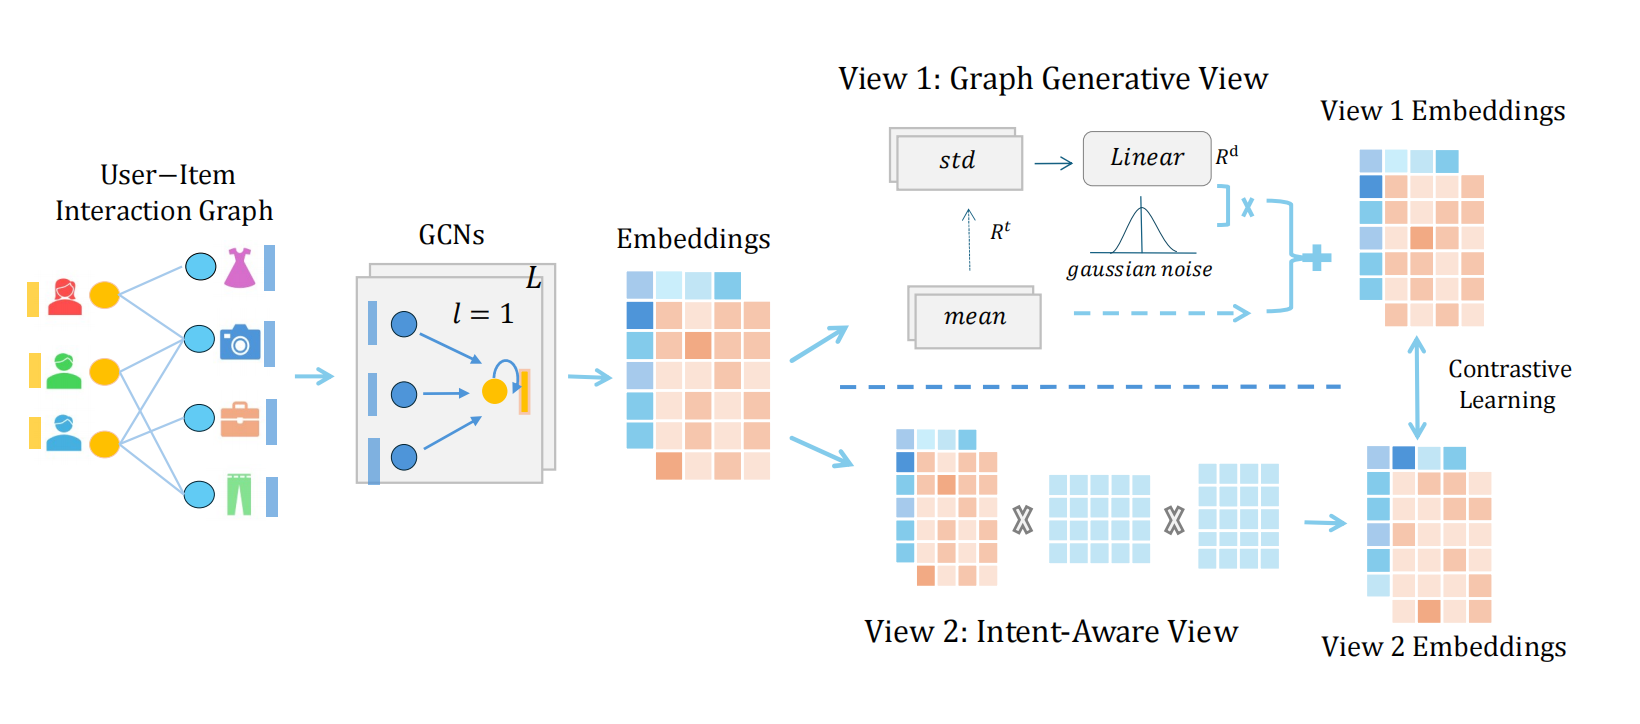 User−Item
Interaction Graph
GCNs
L
l = 1
Embeddings
View 1: Graph Generative View
std
Linear
R^d
R^t
gaussian noise
mean
View 1 Embeddings
Contrastive
Learning
View 2: Intent-Aware View
View 2 Embeddings